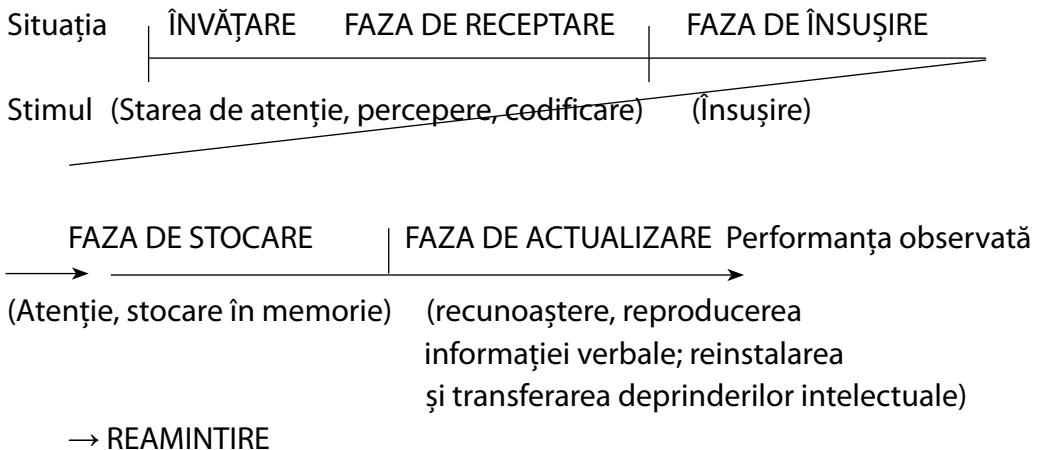 Situația ÎNVĂȚARE FAZA DE RECEPTARE FAZA DE ÎNSUȘIRE
Stimul (Starea de atenție, percepere, codificare) (Însușire)
FAZA DE STOCARE FAZA DE ACTUALIZARE Performanța observată
(Atenție, stocare în memorie) (recunoaștere, reproducerea
informației verbale; reinstalarea
și transferarea deprinderilor intelectuale)
→ REAMINTIRE